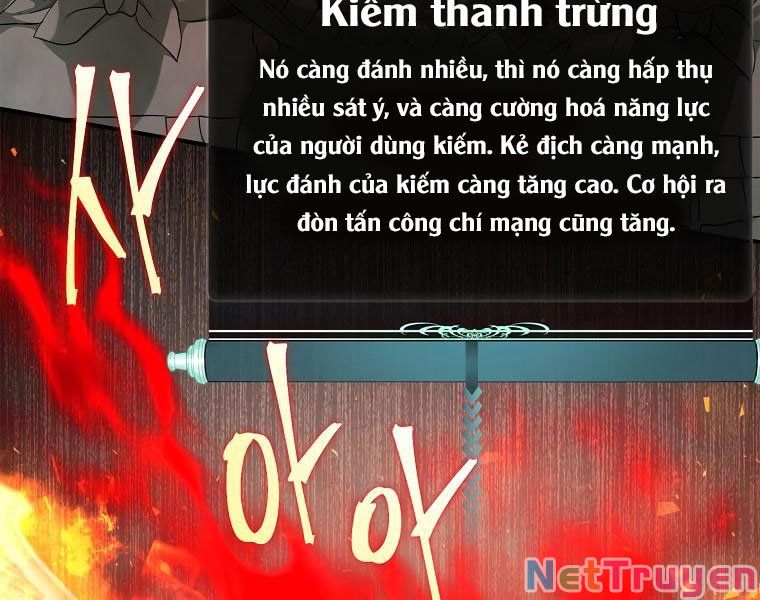 Kiếm thanh trừng
Nó càng đánh nhiều, thì nó càng hấp thụ
nhiều sát ý, và càng cường hoá năng lực
của người dùng kiếm. Kẻ địch càng mạnh,
lực đánh của kiếm càng tăng cao. Cơ hội ra
đòn tấn công chí mạng cũng tăng.
NetTruyen